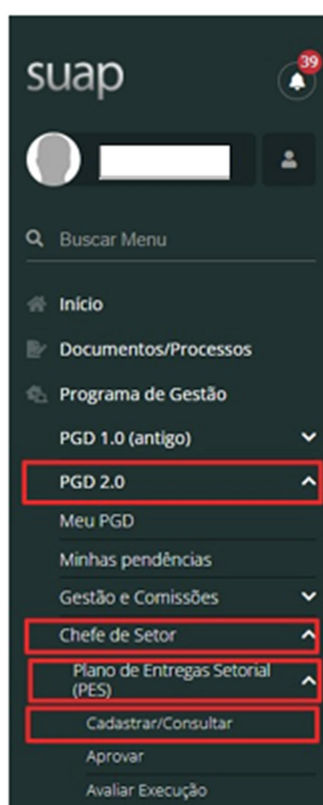 suap
39
Buscar Menu
Início
Documentos/Processos
Programa de Gestão
PGD 1.0 (antigo)
PGD 2.0
Meu PGD
Minhas pendências
Gestão e Comissões
Chefe de Setor
Plano de Entregas Setorial
(PES)
Cadastrar/Consultar
Aprovar
Avaliar Execução